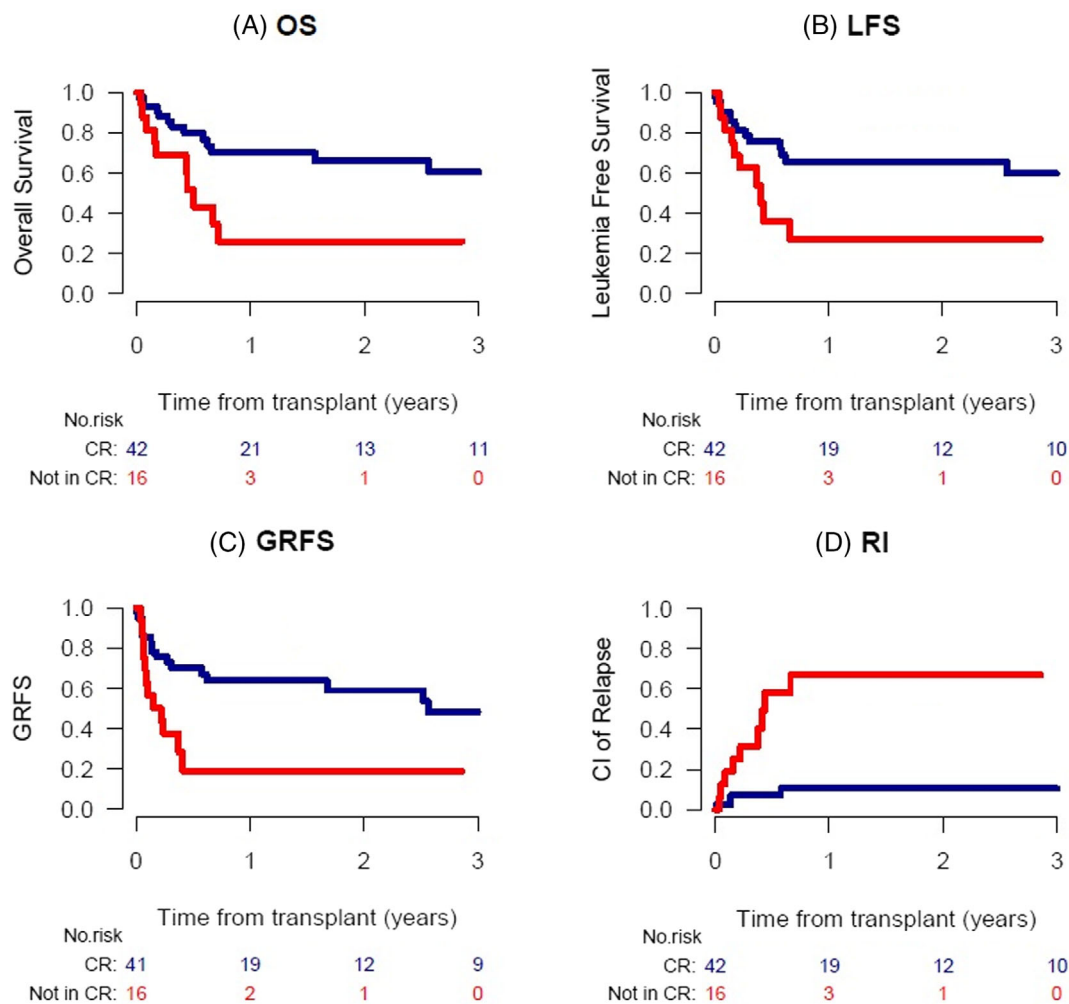 (A) OS
Overall Survival
1.0
0.8
0.6
0.4
0.2
0.0
0 1 2 3
Time from transplant (years)
No.risk
CR: 42 21 13 11
Not in CR: 16 3 1 0
(B) LFS
Leukemia Free Survival
1.0
0.8
0.6
0.4
0.2
0.0
0 1 2 3
Time from transplant (years)
No.risk
CR: 42 19 12 10
Not in CR: 16 3 1 0
(C) GRFS
GRFS
1.0
0.8
0.6
0.4
0.2
0.0
0 1 2 3
Time from transplant (years)
No.risk
CR: 41 19 12 9
Not in CR: 16 2 1 0
(D) RI
CI of Relapse
1.0
0.8
0.6
0.4
0.2
0.0
0 1 2 3
Time from transplant (years)
No.risk
CR: 42 19 12 10
Not in CR: 16 3 1 0